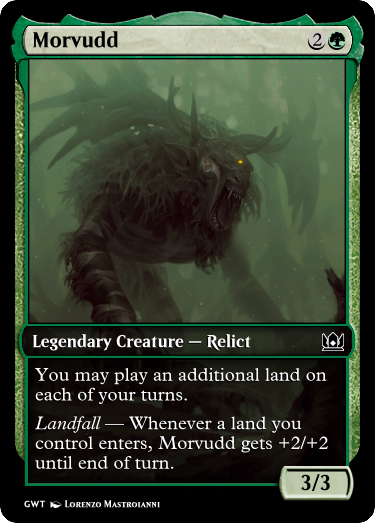 Morvudd 2
Legendary Creature — Relict
You may play an additional land on
each of your turns.
Landfall — Whenever a land you
control enters, Morvudd gets +2/+2
until end of turn.
3/3
GWT Lorenzo Mastroianni